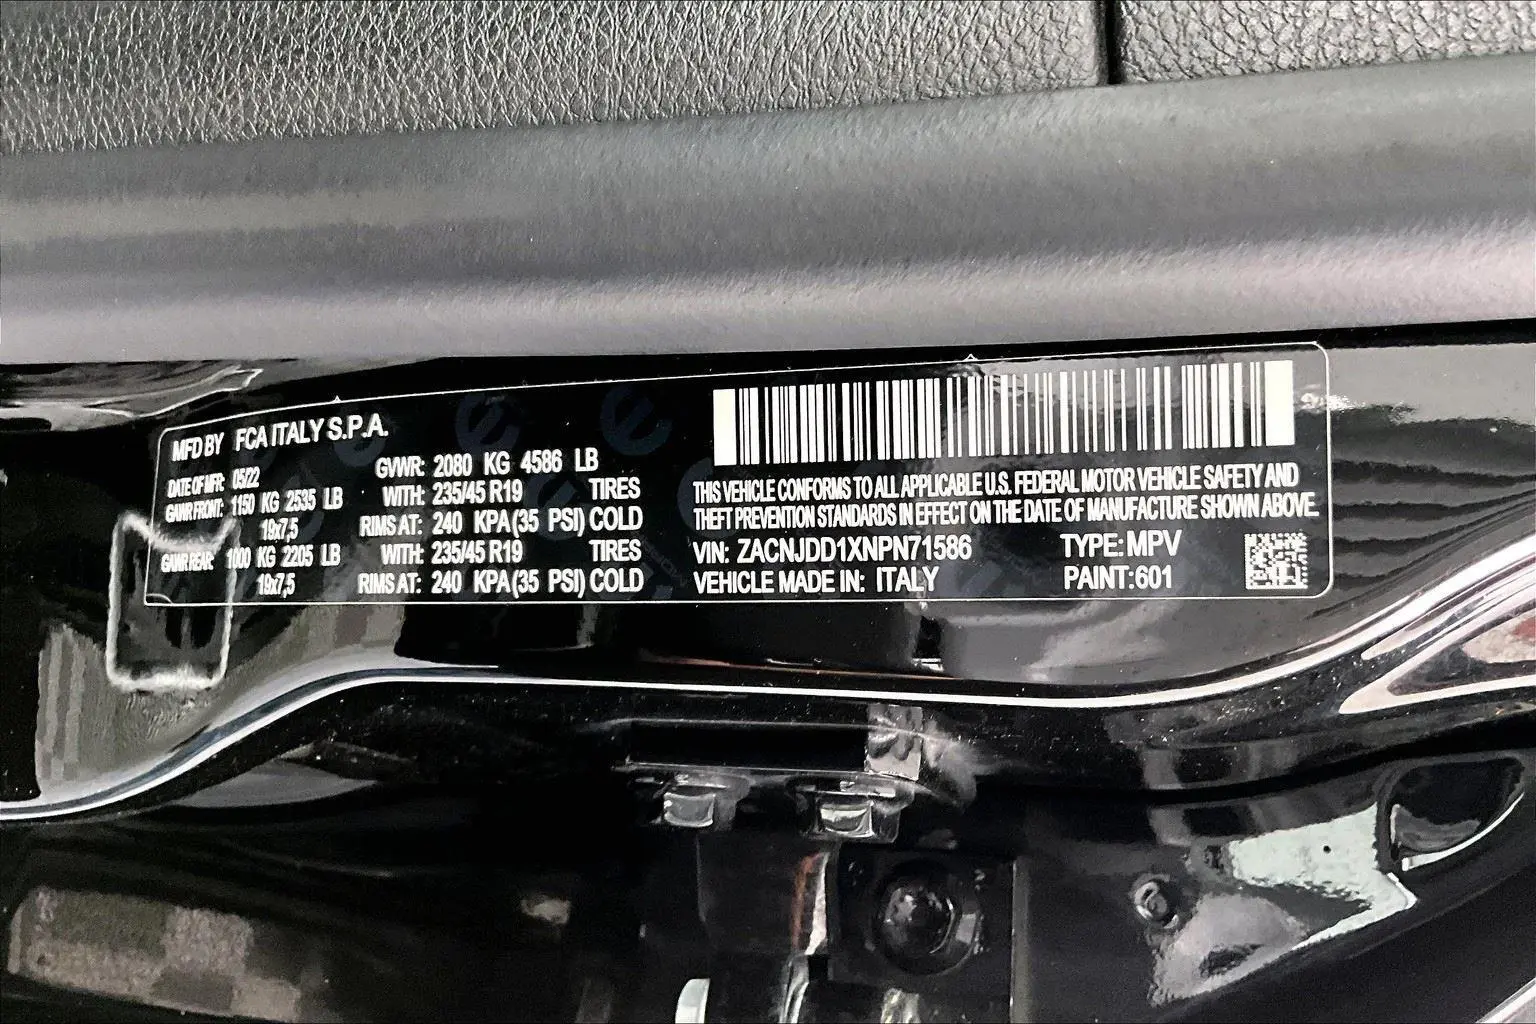 MFD BY FCA ITALY S.P.A.
DATE OF MFR: 05/22
GVWR: 2080 KG 4586 LB
GAWR FRONT: 1150 KG 2535 LB WITH: 235/45 R19 TIRES
19x7,5 RIMS AT: 240 KPA(35 PSI) COLD
GAWR REAR: 1000 KG 2205 LB WITH: 235/45 R19 TIRES
19x7,5 RIMS AT: 240 KPA(35 PSI) COLD
THIS VEHICLE CONFORMS TO ALL APPLICABLE U.S. FEDERAL MOTOR VEHICLE SAFETY AND
THEFT PREVENTION STANDARDS IN EFFECT ON THE DATE OF MANUFACTURE SHOWN ABOVE.
VIN: ZACNJDD1XNPN71586 TYPE: MPV
VEHICLE MADE IN: ITALY PAINT:601